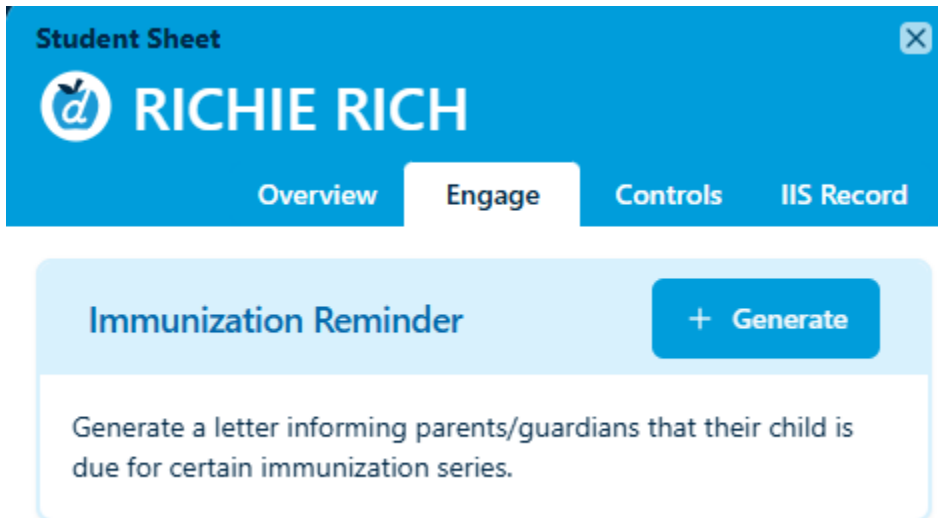 Student Sheet
RICHIE RICH
Overview Engage Controls IIS Record
Immunization Reminder + Generate
Generate a letter informing parents/guardians that their child is
due for certain immunization series.